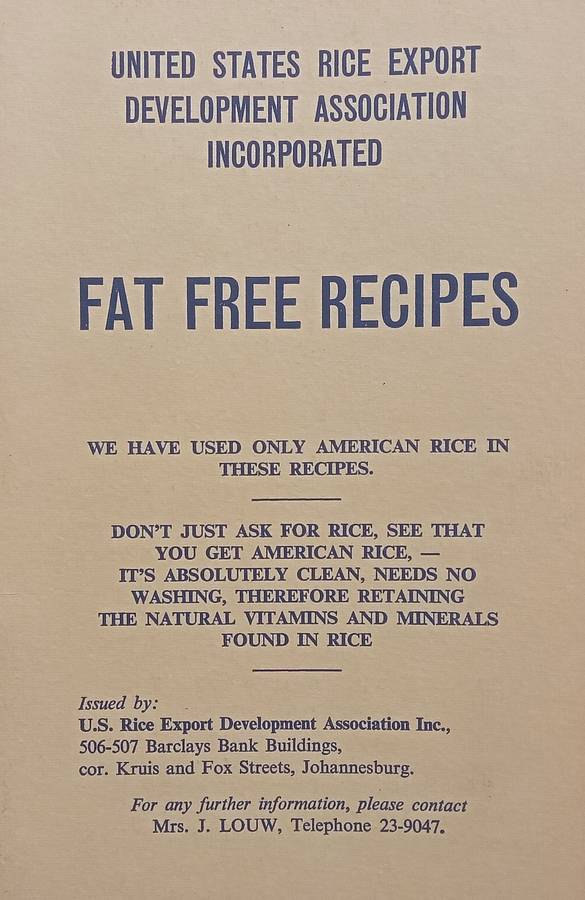 UNITED STATES RICE EXPORT
DEVELOPMENT ASSOCIATION
INCORPORATED
FAT FREE RECIPES
WE HAVE USED ONLY AMERICAN RICE IN
THESE RECIPES.
DON'T JUST ASK FOR RICE, SEE THAT
YOU GET AMERICAN RICE, —
IT'S ABSOLUTELY CLEAN, NEEDS NO
WASHING, THEREFORE RETAINING
THE NATURAL VITAMINS AND MINERALS
FOUND IN RICE
Issued by:
U.S. Rice Export Development Association Inc.,
506-507 Barclays Bank Buildings,
cor. Kruis and Fox Streets, Johannesburg.
For any further information, please contact
Mrs. J. LOUW, Telephone 23-9047.